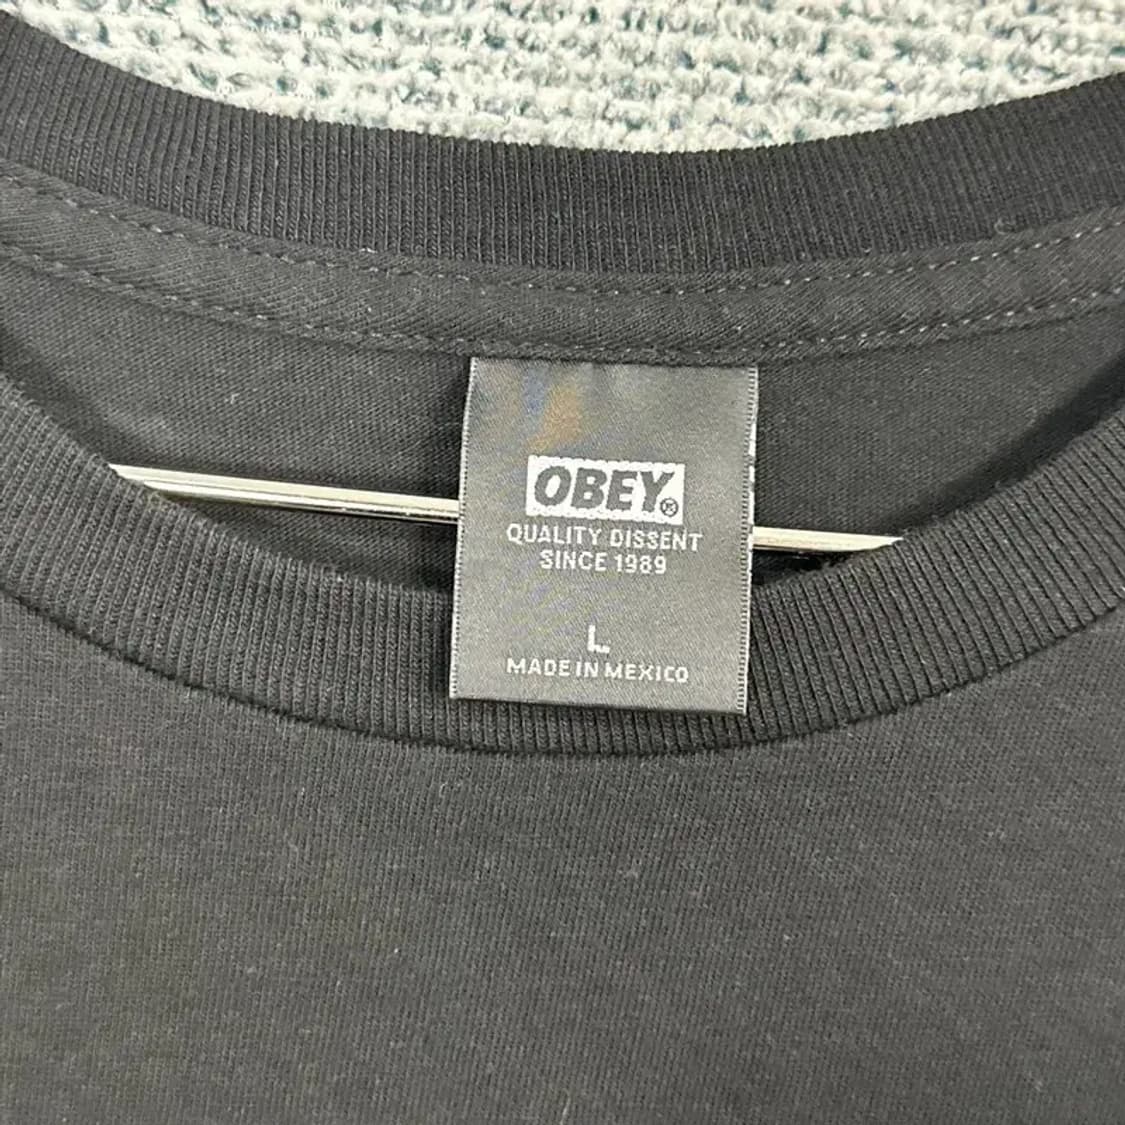 OBEY®
QUALITY DISSENT
SINCE 1989
L
MADE IN MEXICO